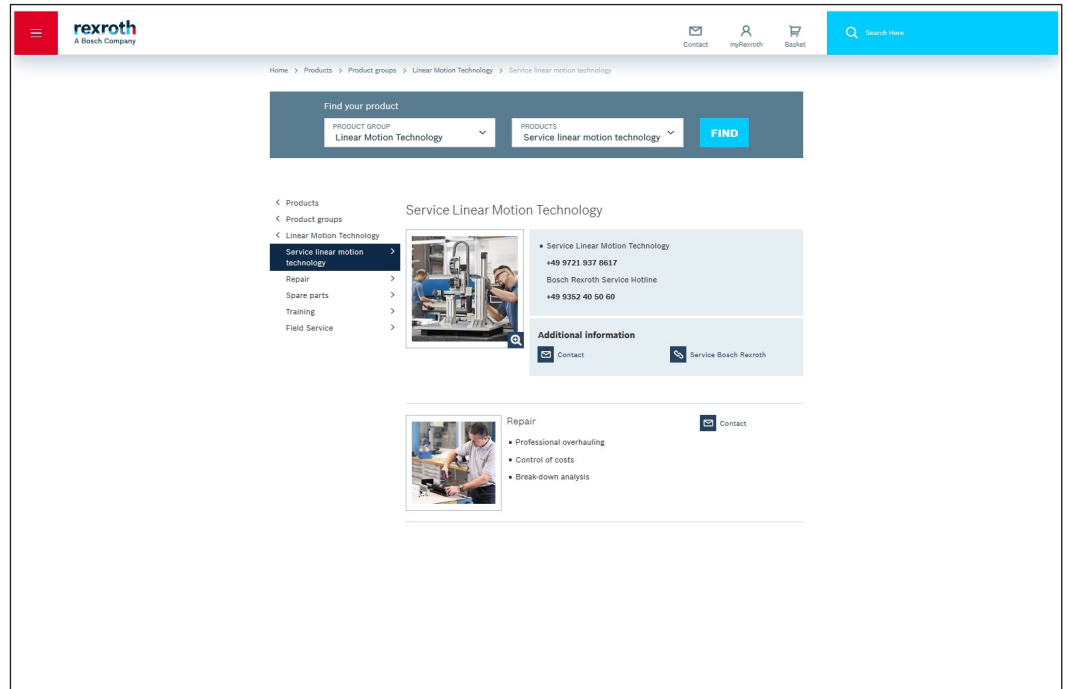 rexroth
A Bosch Company
Contact
myRexroth
Basket
Search Here
Home > Products > Product groups > Linear Motion Technology > Service linear motion technology
Find your product
PRODUCT GROUP
Linear Motion Technology
PRODUCTS
Service linear motion technology
FIND
Products
Product groups
Linear Motion Technology
Service linear motion
technology
Repair
Spare parts
Training
Field Service
Service Linear Motion Technology
▪ Service Linear Motion Technology
+49 9721 937 8617
Bosch Rexroth Service Hotline
+49 9352 40 50 60
Additional information
Contact
Service Bosch Rexroth
Repair
▪ Professional overhauling
▪ Control of costs
▪ Break-down analysis
Contact